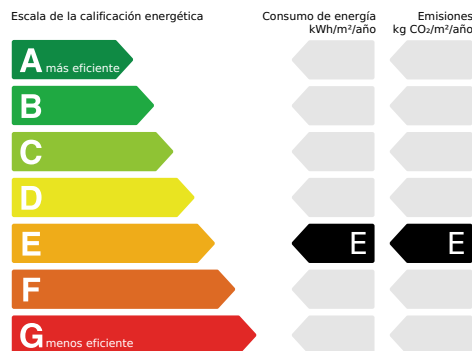 Escala de la calificación energética
Consumo de energía
kWh/m²/año
Emisiones
kg CO₂/m²/año
A más eficiente
B
C
D
E E E
F
G menos eficiente